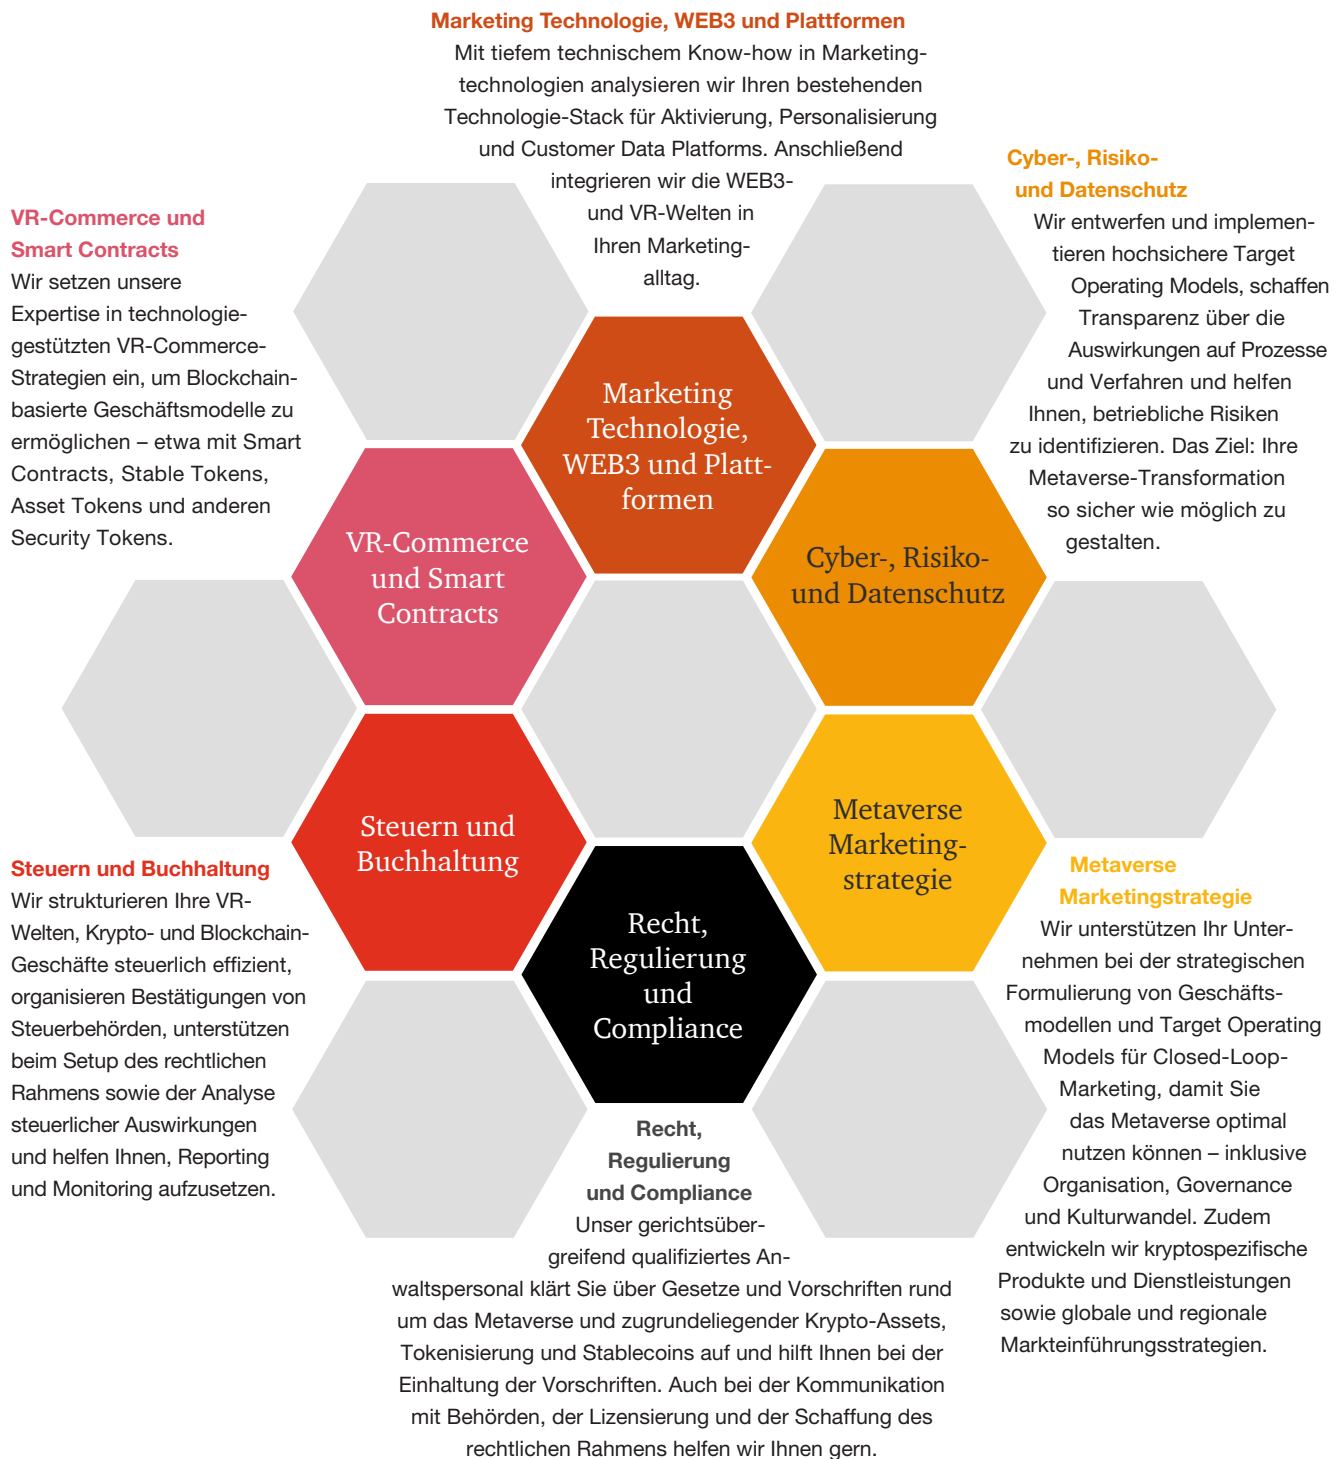 Marketing Technologie, WEB3 und Plattformen
Mit tiefem technischem Know-how in Marketing-
technologien analysieren wir Ihren bestehenden
Technologie-Stack für Aktivierung, Personalisierung
und Customer Data Platforms. Anschließend
integrieren wir die WEB3-
und VR-Welten in
Ihren Marketing-
alltag.
Cyber-, Risiko-
und Datenschutz
Wir entwerfen und implemen-
tieren hochsichere Target
Operating Models, schaffen
Transparenz über die
Auswirkungen auf Prozesse
und Verfahren und helfen
Ihnen, betriebliche Risiken
zu identifizieren. Das Ziel: Ihre
Metaverse-Transformation
so sicher wie möglich zu
gestalten.
VR-Commerce und
Smart Contracts
Wir setzen unsere
Expertise in technologie-
gestützten VR-Commerce-
Strategien ein, um Blockchain-
basierte Geschäftsmodelle zu
ermöglichen – etwa mit Smart
Contracts, Stable Tokens,
Asset Tokens und anderen
Security Tokens.
Marketing
Technologie,
WEB3 und Platt-
formen
VR-Commerce
und Smart
Contracts
Cyber-, Risiko-
und Datenschutz
Steuern und
Buchhaltung
Metaverse
Marketing-
strategie
Recht,
Regulierung
und
Compliance
Steuern und Buchhaltung
Wir strukturieren Ihre VR-
Welten, Krypto- und Blockchain-
Geschäfte steuerlich effizient,
organisieren Bestätigungen von
Steuerbehörden, unterstützen
beim Setup des rechtlichen
Rahmens sowie der Analyse
steuerlicher Auswirkungen
und helfen Ihnen, Reporting
und Monitoring aufzusetzen.
Metaverse
Marketingstrategie
Wir unterstützen Ihr Unter-
nehmen bei der strategischen
Formulierung von Geschäfts-
modellen und Target Operating
Models für Closed-Loop-
Marketing, damit Sie
das Metaverse optimal
nutzen können – inklusive
Organisation, Governance
und Kulturwandel. Zudem
entwickeln wir kryptospezifische
Produkte und Dienstleistungen
sowie globale und regionale
Markteinführungsstrategien.
Recht,
Regulierung
und Compliance
Unser gerichtsüber-
greifend qualifiziertes An-
waltspersonal klärt Sie über Gesetze und Vorschriften rund
um das Metaverse und zugrundeliegender Krypto-Assets,
Tokenisierung und Stablecoins auf und hilft Ihnen bei der
Einhaltung der Vorschriften. Auch bei der Kommunikation
mit Behörden, der Lizensierung und der Schaffung des
rechtlichen Rahmens helfen wir Ihnen gern.